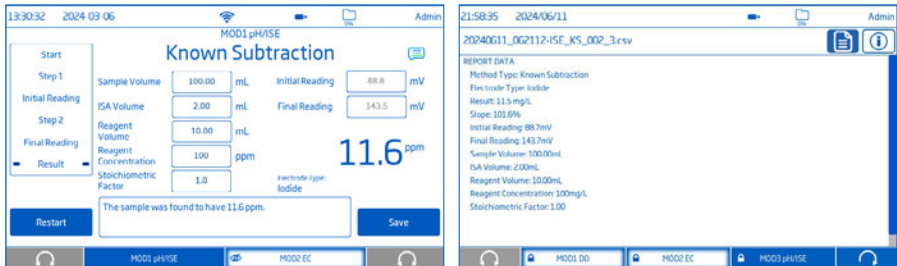 13:30:32 2024-03-06 0% Admin
MOD1 pH/ISE
Known Subtraction
Start
Step 1
Initial Reading
Step 2
Final Reading
Result
Sample Volume 100.00 mL Initial Reading 88.8 mV
ISA Volume 2.00 mL Final Reading 143.5 mV
Reagent
Volume 10.00 mL
Reagent
Concentration 100 ppm
11.6 ppm
Stoichiometric
Factor 1.0
Electrode Type:
Iodide
The sample was found to have 11.6 ppm.
Restart
Save
MOD1 pH/ISE MOD2 EC
21:58:35 2024/06/11 0% Admin
20240611_062112-ISE_KS_002_3.csv
REPORT DATA
Method Type: Known Subtraction
Electrode Type: Iodide
Result: 11.5 mg/L
Slope: 101.6%
Initial Reading: 88.7mV
Final Reading: 143.7mV
Sample Volume: 100.00mL
ISA Volume: 2.00mL
Reagent Volume: 10.00mL
Reagent Concentration: 100mg/L
Stoichiometric Factor: 1.00
MOD1 DO MOD2 EC MOD3 pH/ISE